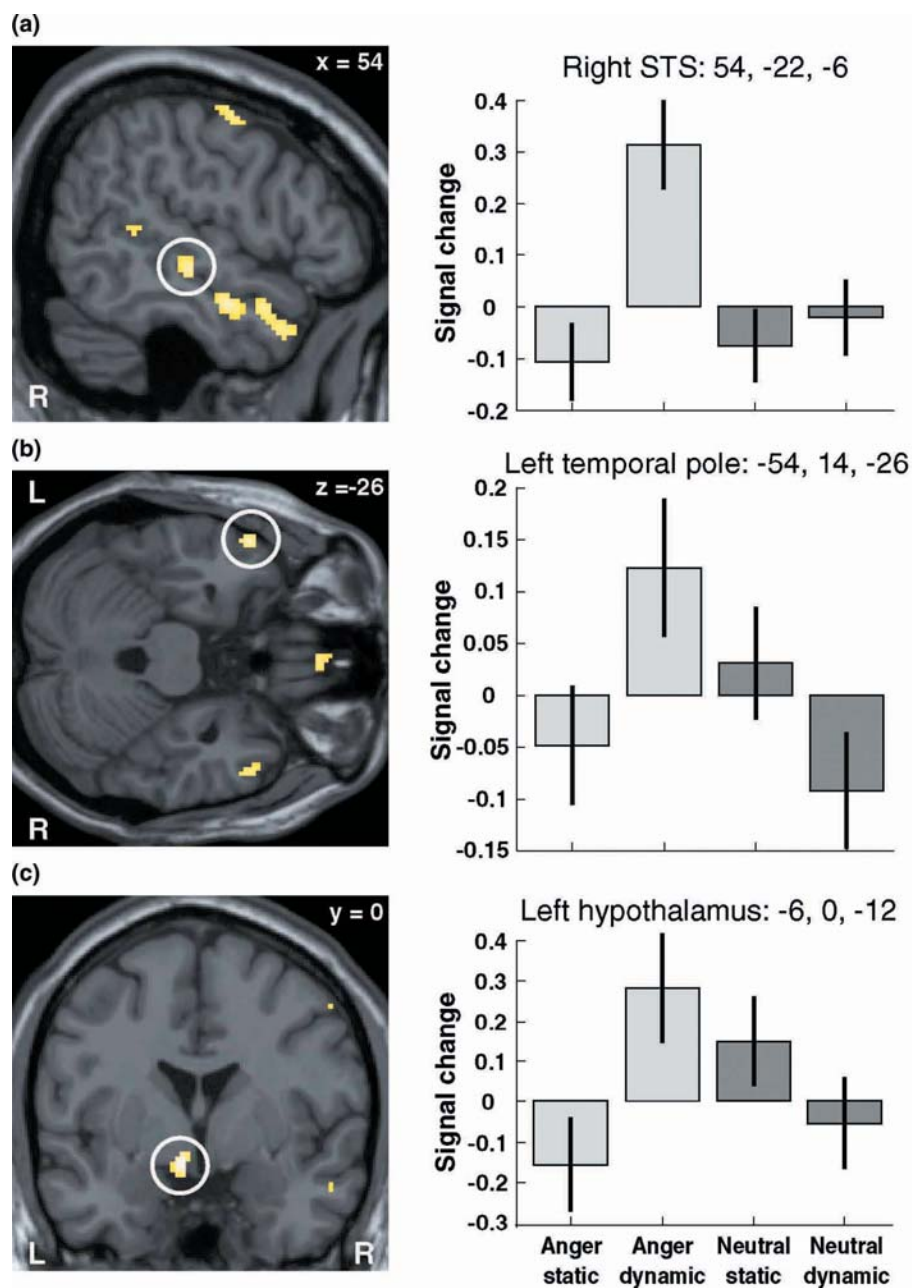 (a)
x = 54
R
Right STS: 54, -22, -6
Signal change
0.4
0.3
0.2
0.1
0
-0.1
-0.2
(b)
L
z =-26
R
Left temporal pole: -54, 14, -26
Signal change
0.2
0.15
0.1
0.05
0
-0.05
-0.1
-0.15
(c)
y = 0
L
R
Left hypothalamus: -6, 0, -12
Signal change
0.4
0.3
0.2
0.1
0
-0.1
-0.2
-0.3
Anger static
Anger dynamic
Neutral static
Neutral dynamic